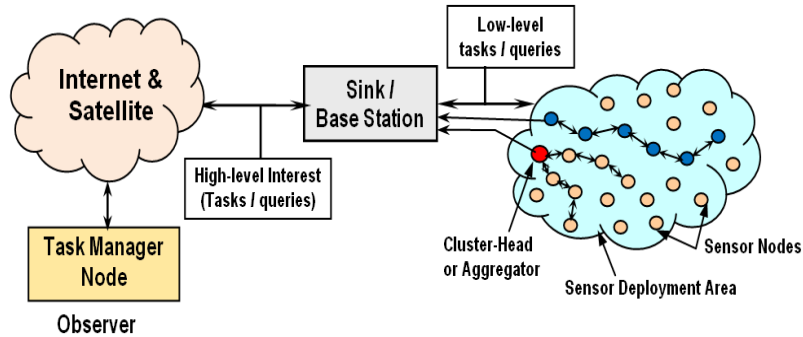 Internet &
Satellite
Sink /
Base Station
Low-level
tasks / queries
High-level Interest
(Tasks / queries)
Task Manager
Node
Observer
Cluster-Head
or Aggregator
Sensor Nodes
Sensor Deployment Area